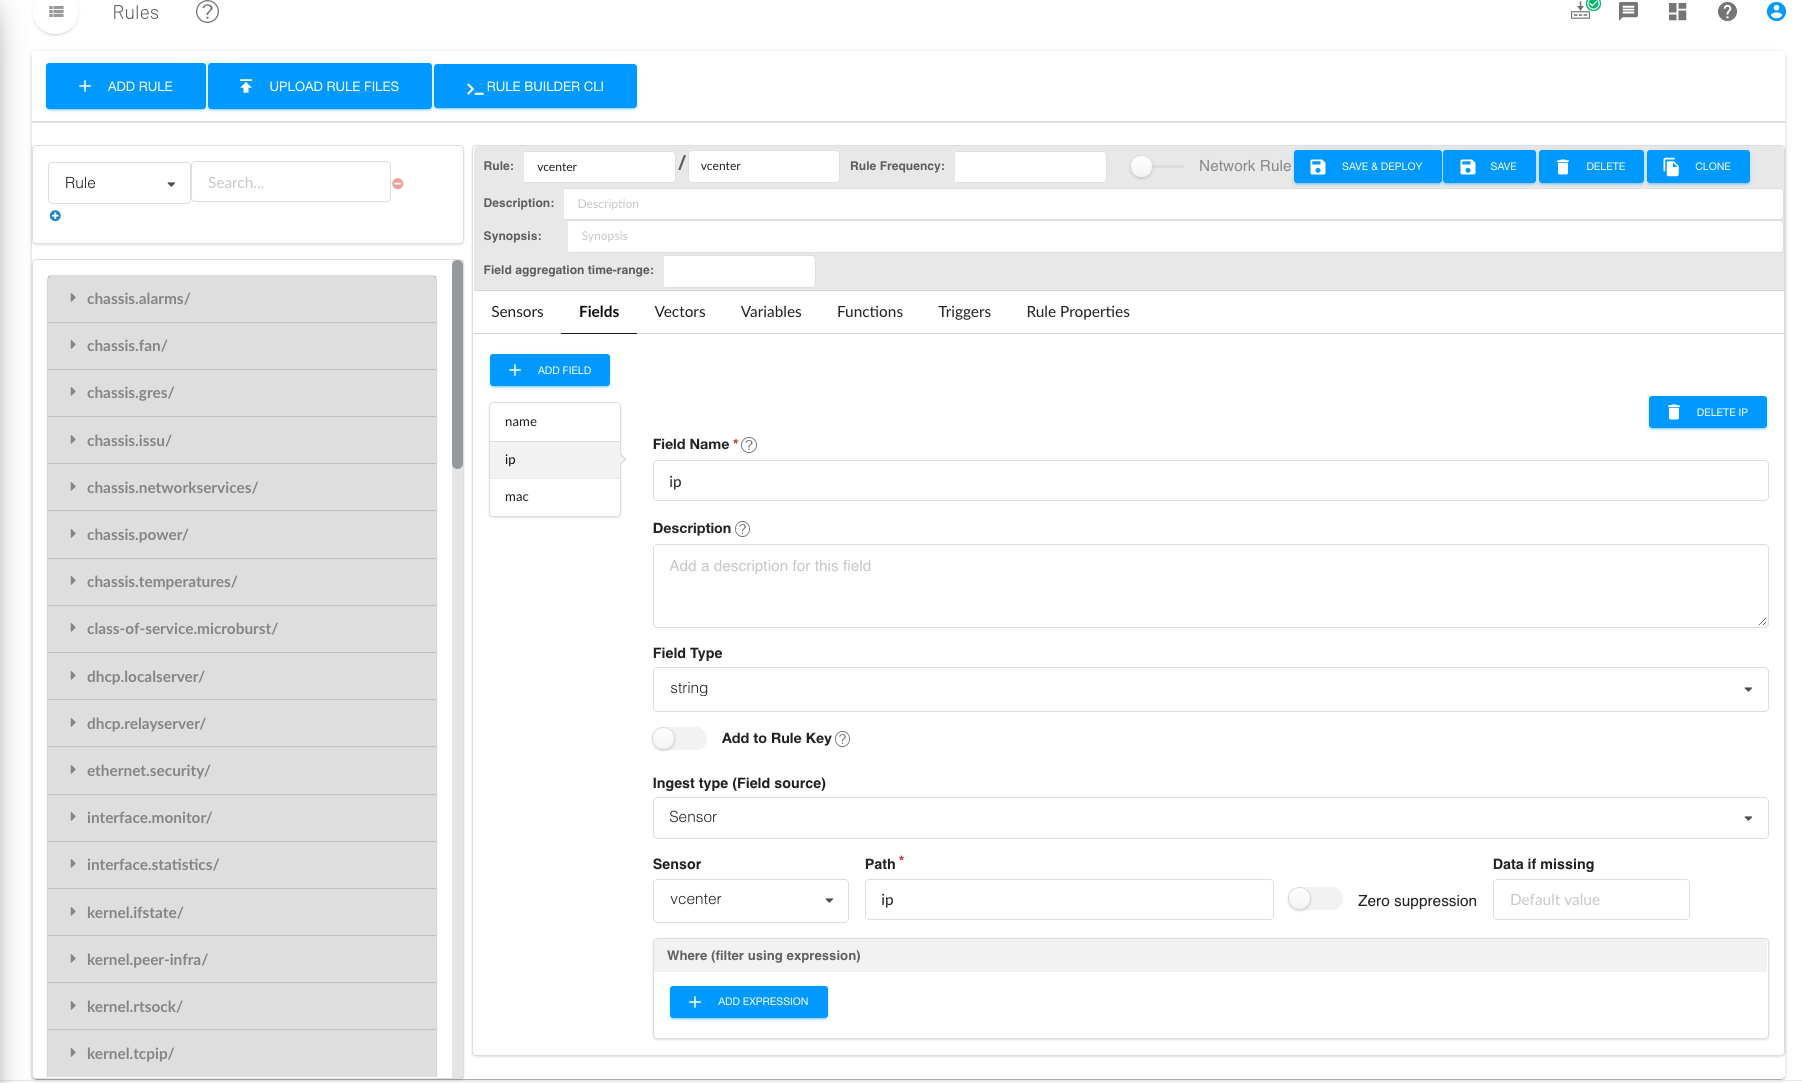 Rules
ADD RULE
UPLOAD RULE FILES
RULE BUILDER CLI
Rule
Search...
chassis.alarms/
chassis.fan/
chassis.gres/
chassis.issu/
chassis.networkservices/
chassis.power/
chassis.temperatures/
class-of-service.microburst/
dhcp.localserver/
dhcp.relayserver/
ethernet.security/
interface.monitor/
interface.statistics/
kernel.ifstate/
kernel.peer-infra/
kernel.rtsock/
kernel.tcpip/
Rule: vcenter / vcenter Rule Frequency: Network Rule SAVE & DEPLOY SAVE DELETE CLONE
Description: Description
Synopsis: Synopsis
Field aggregation time-range:
Sensors Fields Vectors Variables Functions Triggers Rule Properties
ADD FIELD
name
ip
mac
DELETE IP
Field Name *
ip
Description
Add a description for this field
Field Type
string
Add to Rule Key
Ingest type (Field source)
Sensor
Sensor Path * Data if missing
vcenter ip Zero suppression Default value
Where (filter using expression)
ADD EXPRESSION